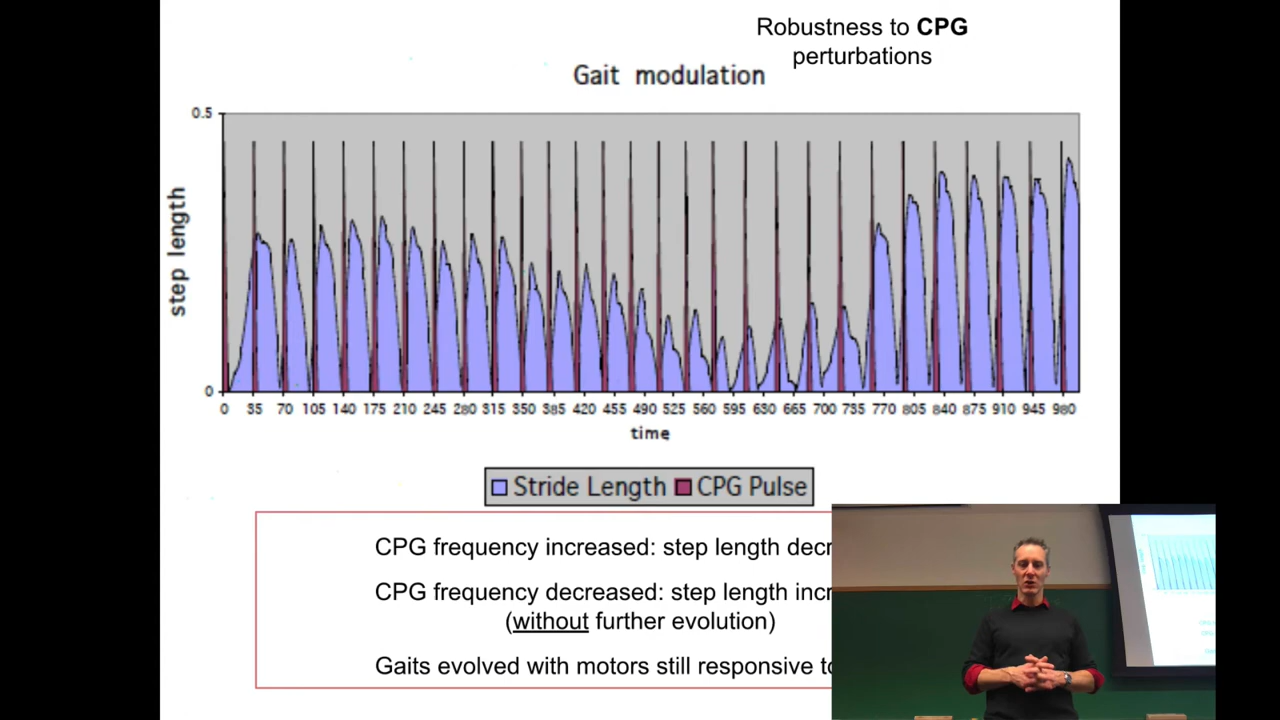 Robustness to CPG
perturbations
Gait modulation
0.5
step length
0
0 35 70 105 140 175 210 245 280 315 350 385 420 455 490 525 560 595 630 665 700 735 770 805 840 875 910 945 980
time
Stride Length CPG Pulse
CPG frequency increased: step length decr
CPG frequency decreased: step length incr
(without further evolution)
Gaits evolved with motors still responsive to